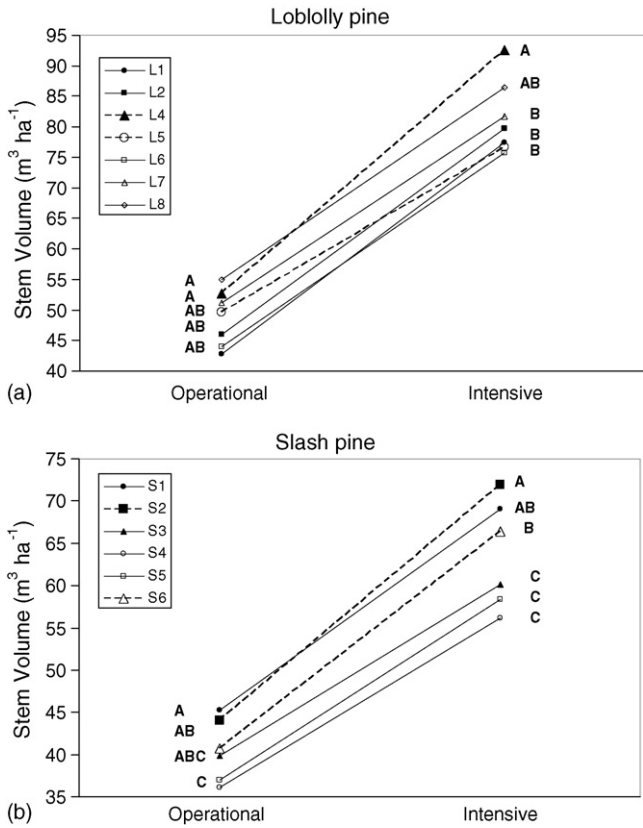 Loblolly pine
95
90
85
80
75
70
65
60
55
50
45
40
Stem Volume (m³ ha⁻¹)
L1
L2
L4
L5
L6
L7
L8
A
A
AB
AB
AB
A
AB
B
B
B
Operational Intensive
(a)
Slash pine
75
70
65
60
55
50
45
40
35
Stem Volume (m³ ha⁻¹)
S1
S2
S3
S4
S5
S6
A
AB
ABC
C
A
AB
B
C
C
C
Operational Intensive
(b)